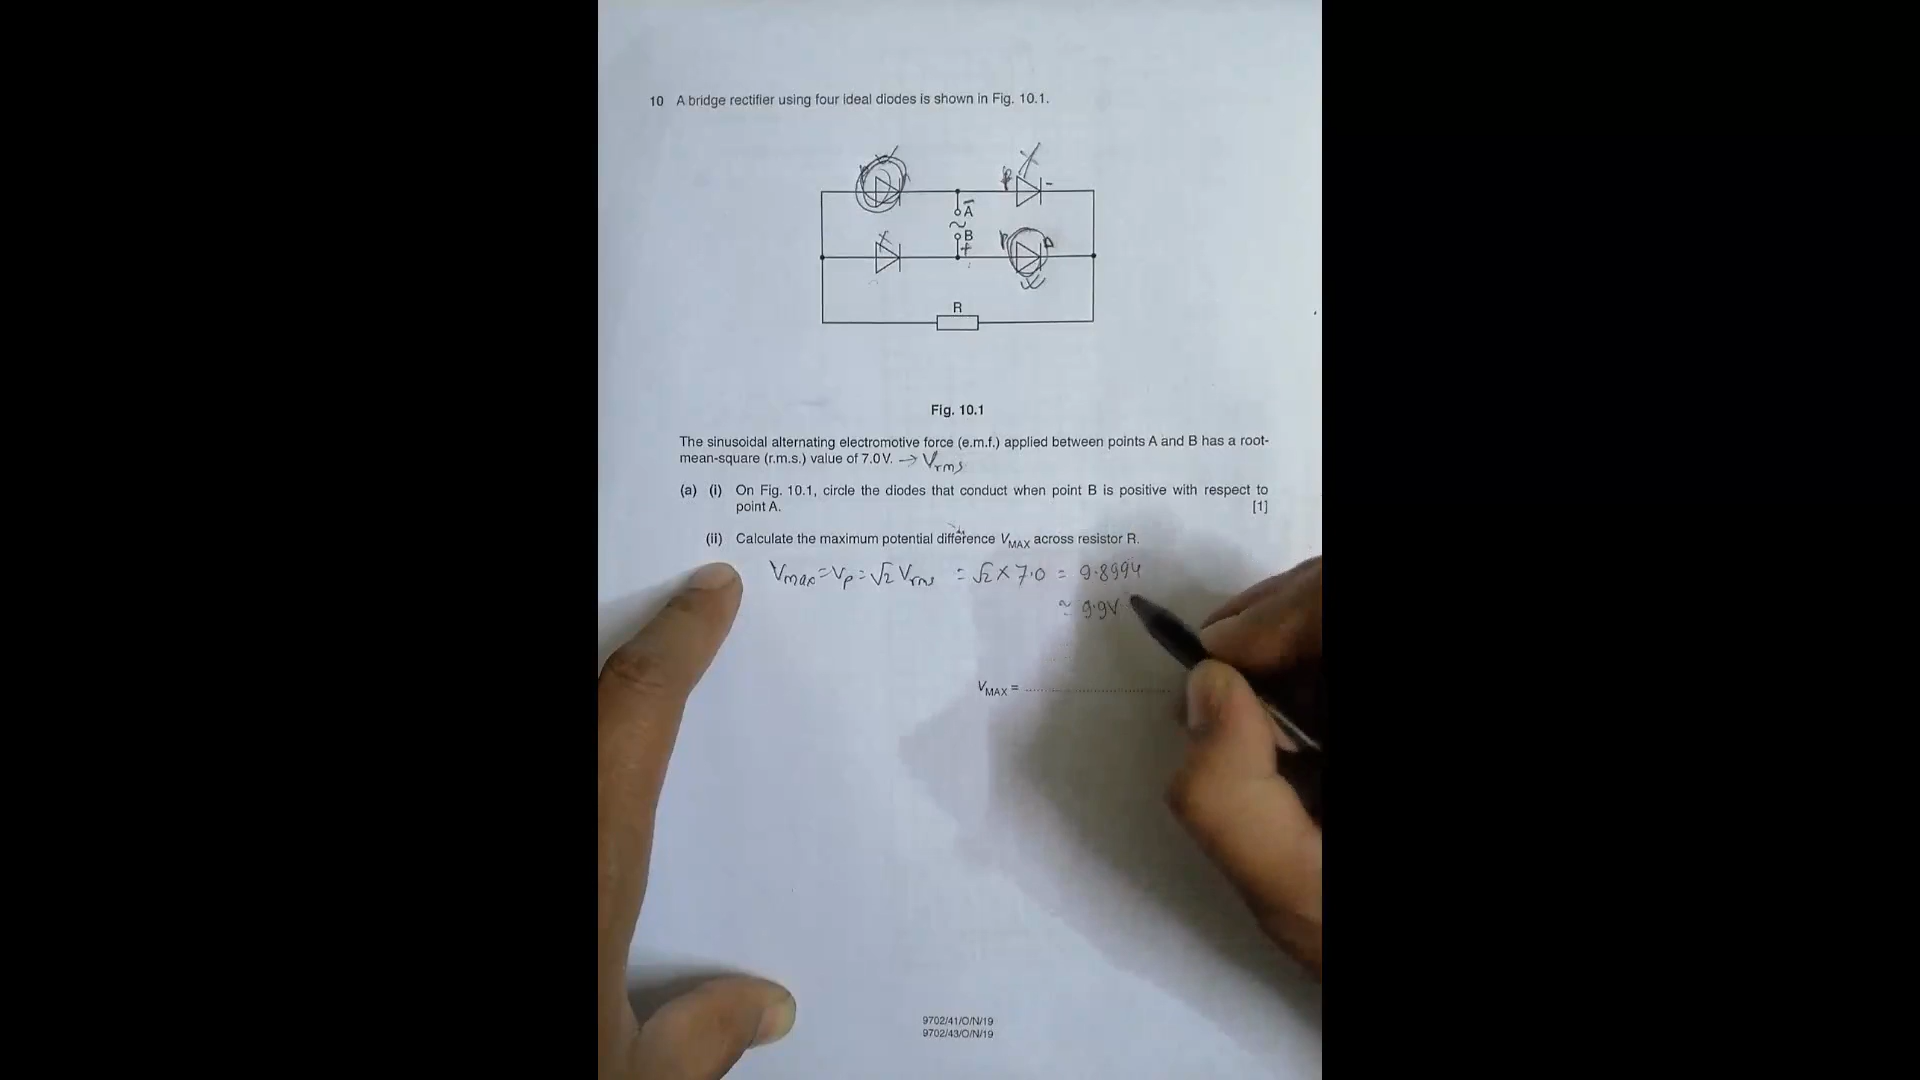 10 A bridge rectifier using four ideal diodes is shown in Fig. 10.1.
p -
A
~
B
+
R
Fig. 10.1
The sinusoidal alternating electromotive force (e.m.f.) applied between points A and B has a root-
mean-square (r.m.s.) value of 7.0 V. → Vrms
(a) (i) On Fig. 10.1, circle the diodes that conduct when point B is positive with respect to
point A. [1]
(ii) Calculate the maximum potential difference VMAX across resistor R.
Vmax = Vp = √2 Vrms = √2 × 7.0 = 9.8994
≈ 9.9V
VMAX = ................................
9702/41/O/N/19
9702/43/O/N/19